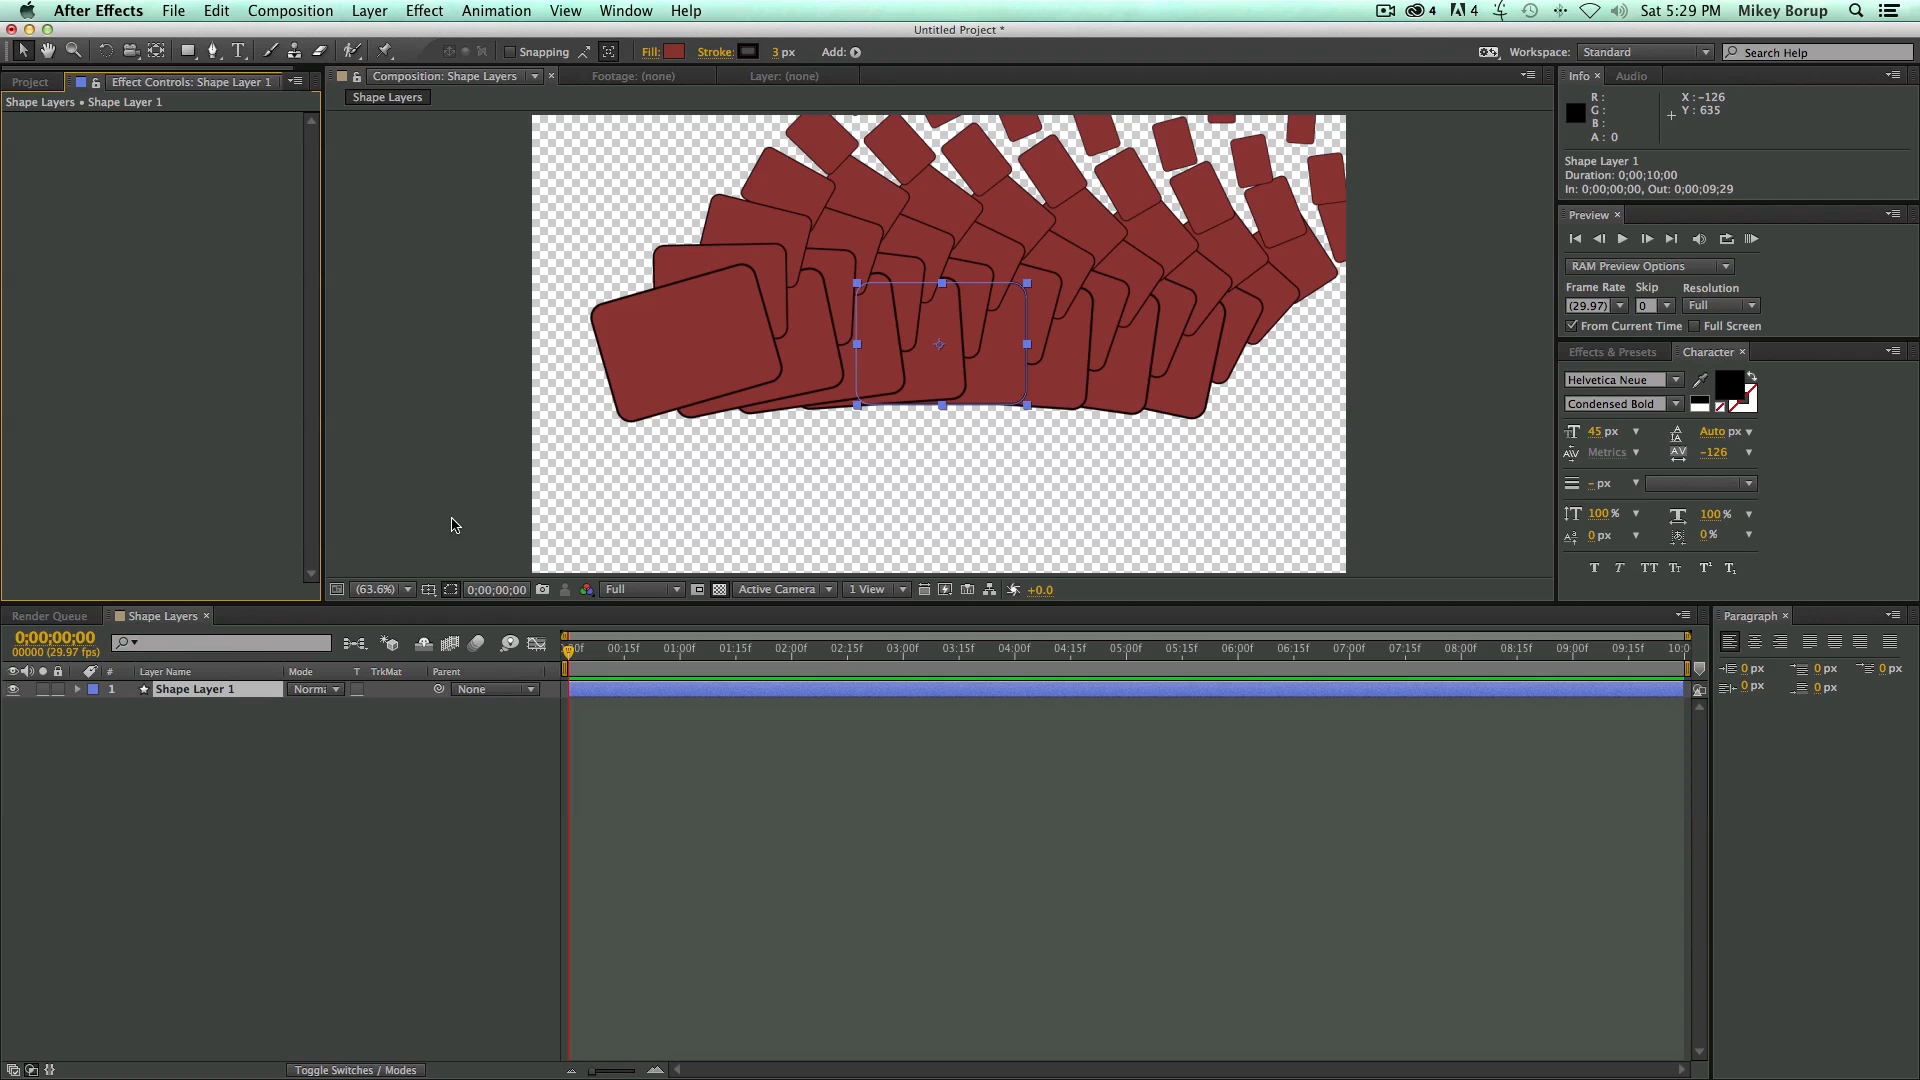 After Effects File Edit Composition Layer Effect Animation View Window Help 4 4 Sat 5:29 PM Mikey Borup
Untitled Project *
T Snapping Fill: Stroke: 3 px Add: Workspace: Standard Search Help
Project Effect Controls: Shape Layer 1 × Composition: Shape Layers × Footage: (none) Layer: (none) Info × Audio
Shape Layers • Shape Layer 1
Shape Layers
R :
G :
B :
A : 0
X : -126
Y : 635
Shape Layer 1
Duration: 0;00;10;00
In: 0;00;00;00, Out: 0;00;09;29
Preview ×
RAM Preview Options
Frame Rate Skip Resolution
(29.97) 0 Full
From Current Time Full Screen
Effects & Presets Character ×
Helvetica Neue
Condensed Bold
45 px Auto px
Metrics -126
- px
100 % 100 %
0 px 0 %
T T TT Tt T¹ T₁
(63.6%) 0;00;00;00 Full Active Camera 1 View +0.0
Render Queue Shape Layers × Paragraph ×
0;00;00;00
00000 (29.97 fps)
00f 00:15f 01:00f 01:15f 02:00f 02:15f 03:00f 03:15f 04:00f 04:15f 05:00f 05:15f 06:00f 06:15f 07:00f 07:15f 08:00f 08:15f 09:00f 09:15f 10:0
# Layer Name Mode T TrkMat Parent
1 Shape Layer 1 Norma None
0 px 0 px 0 px
0 px 0 px
Toggle Switches / Modes